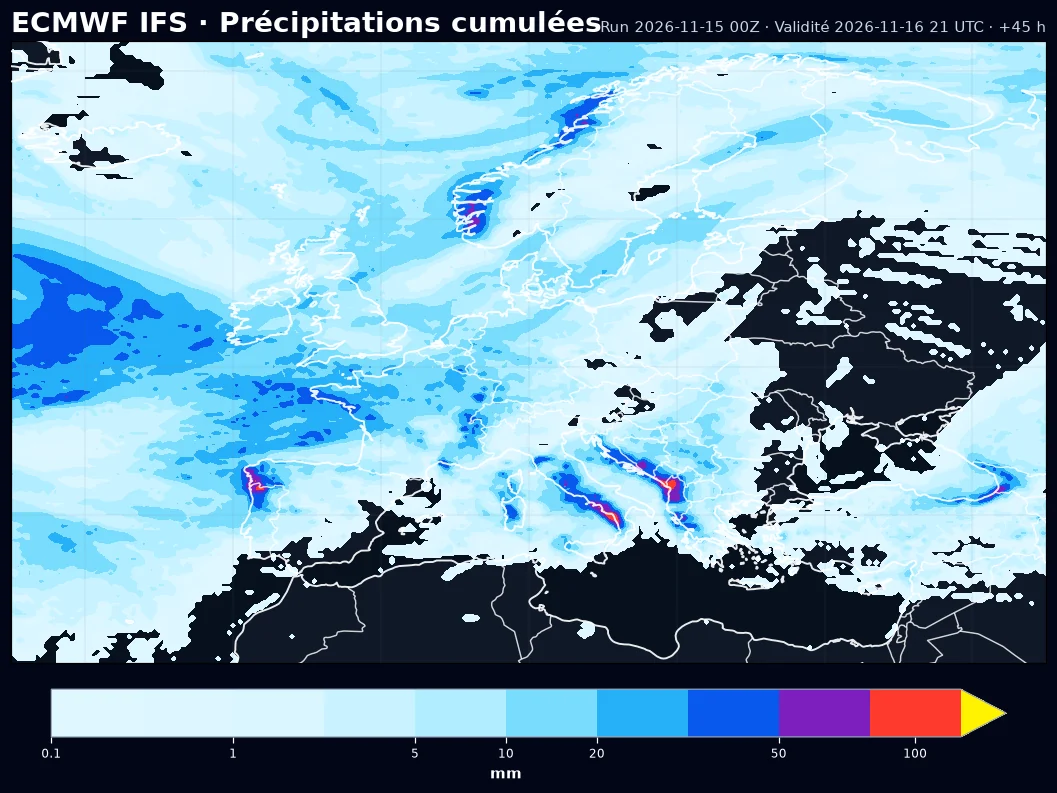 ECMWF IFS · Précipitations cumulées
Run 2026-11-15 00Z · Validité 2026-11-16 21 UTC · +45 h
0.1 1 5 10 20 50 100
mm